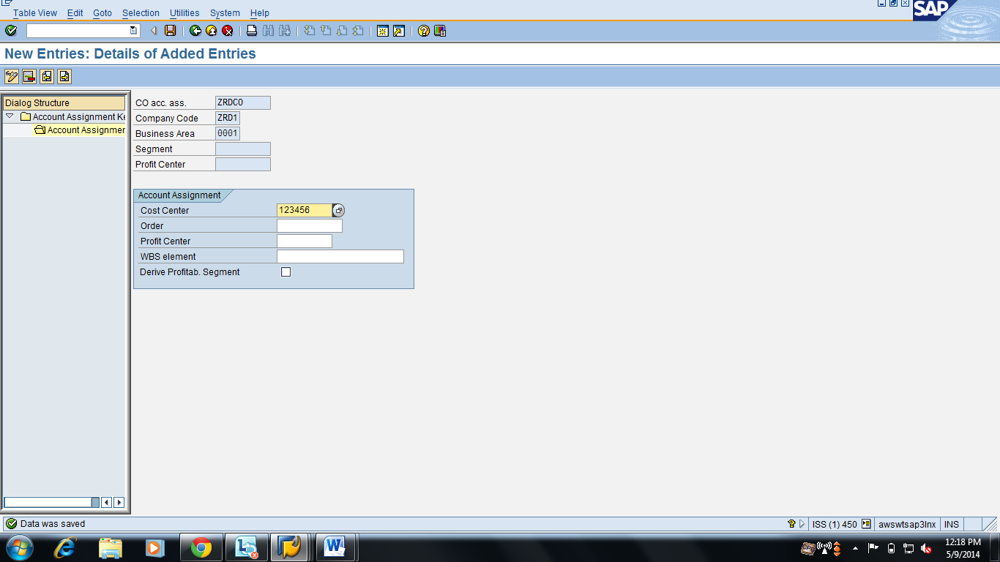 Table View Edit Goto Selection Utilities System Help
SAP
New Entries: Details of Added Entries
Dialog Structure
Account Assignment Ke
Account Assignmen
CO acc. ass. ZRDCO
Company Code ZRD1
Business Area 0001
Segment
Profit Center
Account Assignment
Cost Center 123456
Order
Profit Center
WBS element
Derive Profitab. Segment
Data was saved
ISS (1) 450 awswtsap3lnx INS
12:18 PM
5/9/2014